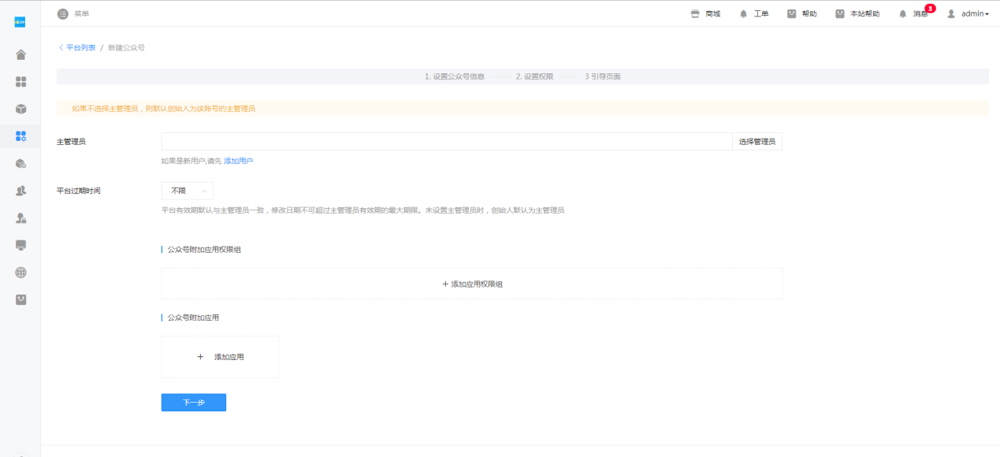 菜单 商城 工单 帮助 本站帮助 消息 3 admin
平台列表 / 新建公众号
1. 设置公众号信息 2. 设置权限 3 引导页面
如果不选择主管理员，则默认创始人为该账号的主管理员
主管理员 选择管理员
如果是新用户,请先 添加用户
平台过期时间 不限
平台有效期默认与主管理员一致，修改日期不可超过主管理员有效期的最大期限。未设置主管理员时，创始人默认为主管理员
公众号附加应用权限组
+ 添加应用权限组
公众号附加应用
+ 添加应用
下一步